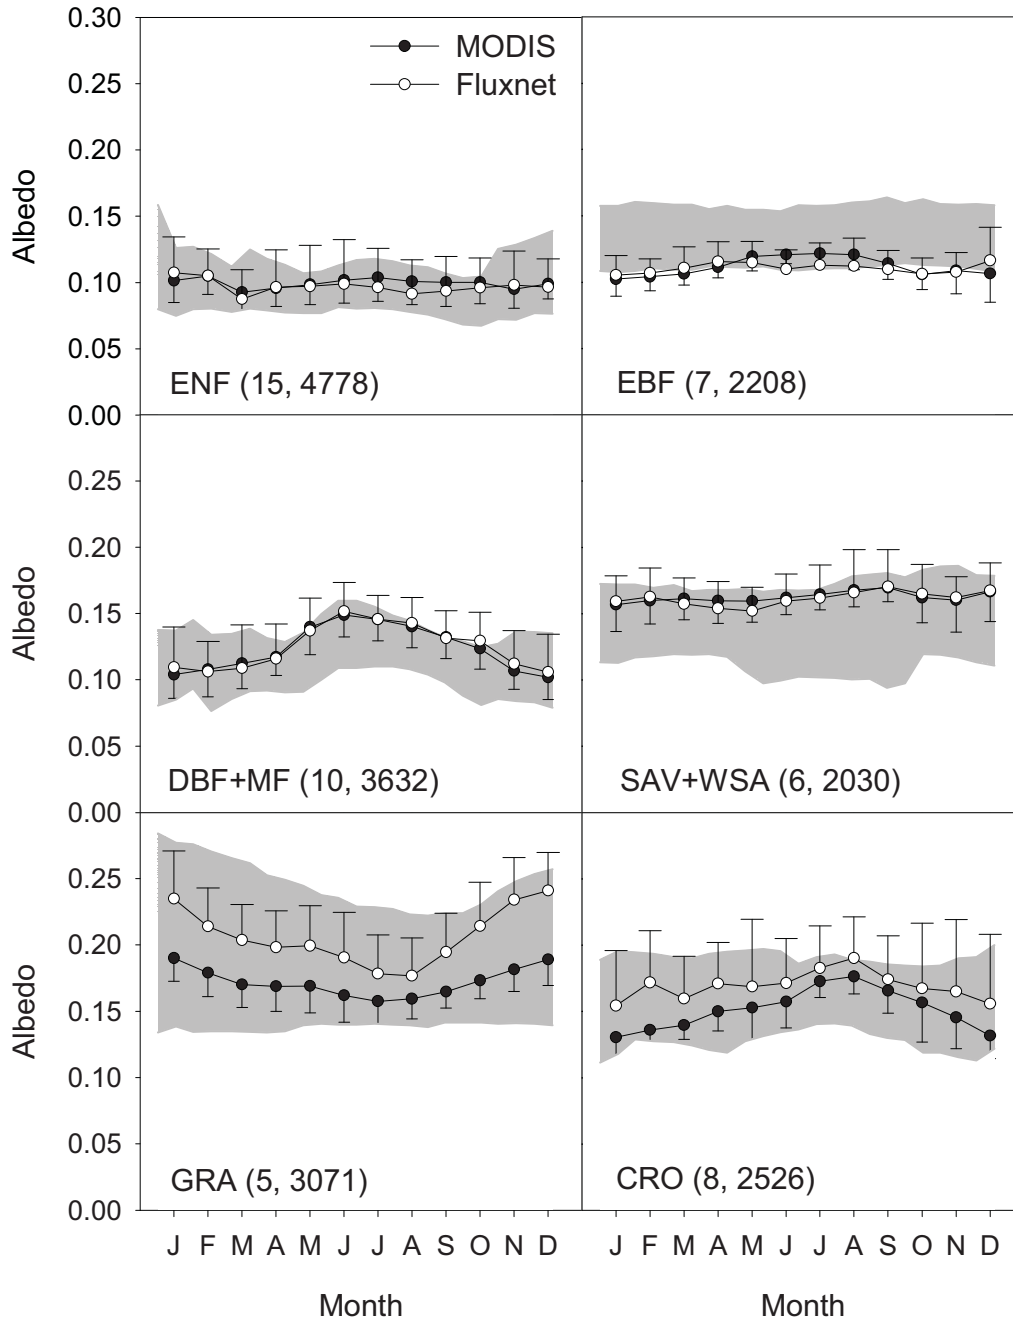 0.30
0.25
0.20
0.15
0.10
0.05
0.00
Albedo
MODIS
Fluxnet
ENF (15, 4778)
EBF (7, 2208)
0.25
0.20
0.15
0.10
0.05
0.00
Albedo
DBF+MF (10, 3632)
SAV+WSA (6, 2030)
0.25
0.20
0.15
0.10
0.05
0.00
Albedo
GRA (5, 3071)
CRO (8, 2526)
J F M A M J J A S O N D
J F M A M J J A S O N D
Month
Month